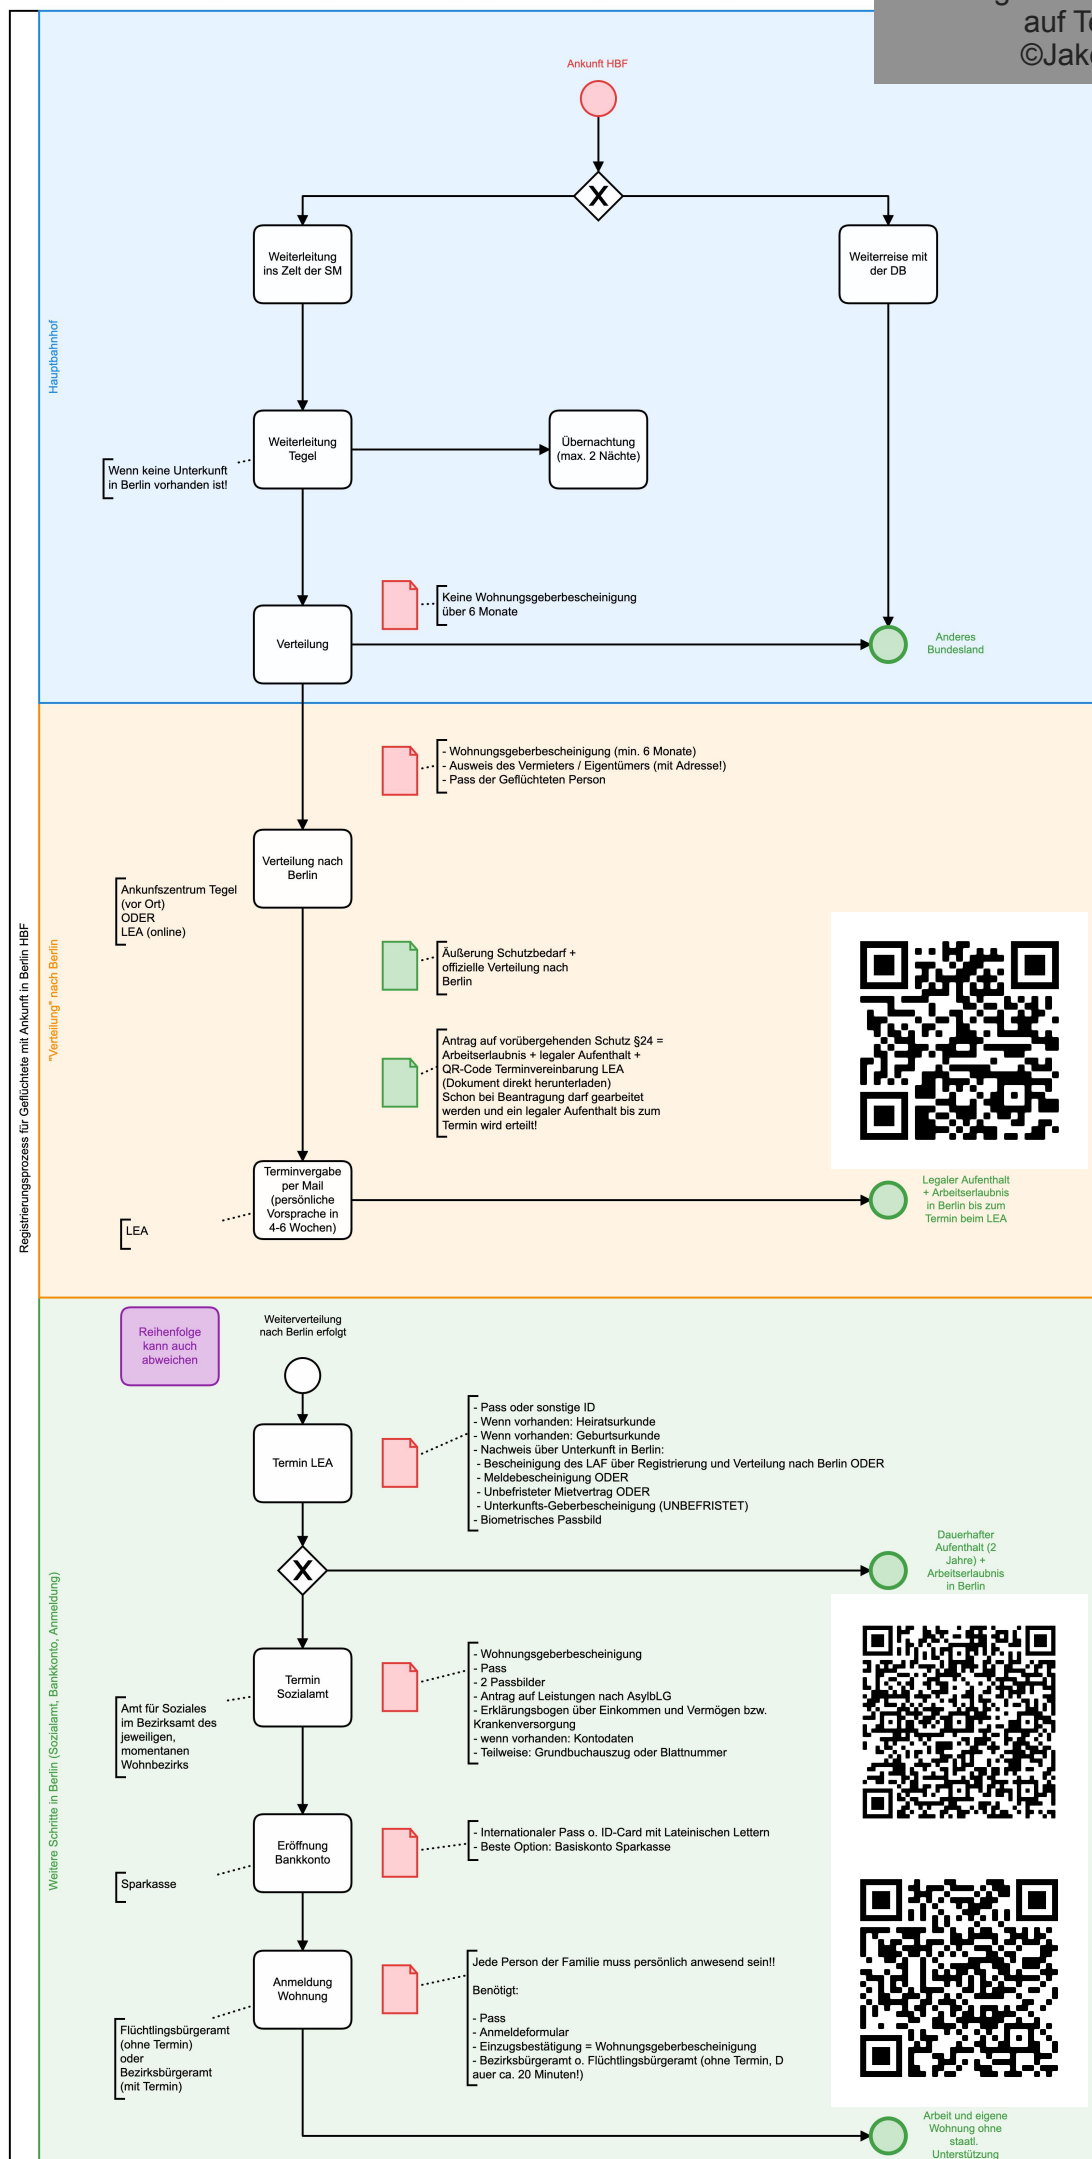 auf
©Jak
Ankunft HBF
X
Weiterleitung
ins Zelt der SM
Weiterreise mit
der DB
Hauptbahnhof
Weiterleitung
Tegel
Übernachtung
(max. 2 Nächte)
Wenn keine Unterkunft
in Berlin vorhanden ist!
Keine Wohnungsgeberbescheinigung
über 6 Monate
Verteilung
Anderes
Bundesland
Registrierungsprozess für Geflüchtete mit Ankunft in Berlin HBF
"Verteilung" nach Berlin
- Wohnungsgeberbescheinigung (min. 6 Monate)
- Ausweis des Vermieters / Eigentümers (mit Adresse!)
- Pass der Geflüchteten Person
Verteilung nach
Berlin
Ankunfszentrum Tegel
(vor Ort)
ODER
LEA (online)
Äußerung Schutzbedarf +
offizielle Verteilung nach
Berlin
Antrag auf vorübergehenden Schutz §24 =
Arbeitserlaubnis + legaler Aufenthalt +
QR-Code Terminvereinbarung LEA
(Dokument direkt herunterladen)
Schon bei Beantragung darf gearbeitet
werden und ein legaler Aufenthalt bis zum
Termin wird erteilt!
Terminvergabe
per Mail
(persönliche
Vorsprache in
4-6 Wochen)
LEA
Legaler Aufenthalt
+ Arbeitserlaubnis
in Berlin bis zum
Termin beim LEA
Weitere Schritte in Berlin (Sozialamt, Bankkonto, Anmeldung)
Reihenfolge
kann auch
abweichen
Weiterverteilung
nach Berlin erfolgt
Termin LEA
- Pass oder sonstige ID
- Wenn vorhanden: Heiratsurkunde
- Wenn vorhanden: Geburtsurkunde
- Nachweis über Unterkunft in Berlin:
- Bescheinigung des LAF über Registrierung und Verteilung nach Berlin ODER
- Meldebescheinigung ODER
- Unbefristeter Mietvertrag ODER
- Unterkunfts-Geberbescheinigung (UNBEFRISTET)
- Biometrisches Passbild
X
Dauerhafter
Aufenthalt (2
Jahre) +
Arbeitserlaubnis
in Berlin
Termin
Sozialamt
Amt für Soziales
im Bezirksamt des
jeweiligen,
momentanen
Wohnbezirks
- Wohnungsgeberbescheinigung
- Pass
- 2 Passbilder
- Antrag auf Leistungen nach AsylbLG
- Erklärungsbogen über Einkommen und Vermögen bzw.
Krankenversorgung
- wenn vorhanden: Kontodaten
- Teilweise: Grundbuchauszug oder Blattnummer
Eröffnung
Bankkonto
Sparkasse
- Internationaler Pass o. ID-Card mit Lateinischen Lettern
- Beste Option: Basiskonto Sparkasse
Anmeldung
Wohnung
Flüchtlingsbürgeramt
(ohne Termin)
oder
Bezirksbürgeramt
(mit Termin)
Jede Person der Familie muss persönlich anwesend sein!!
Benötigt:
- Pass
- Anmeldeformular
- Einzugsbestätigung = Wohnungsgeberbescheinigung
- Bezirksbürgeramt o. Flüchtlingsbürgeramt (ohne Termin, D
auer ca. 20 Minuten!)
Arbeit und eigene
Wohnung ohne
staatl.
Unterstützung